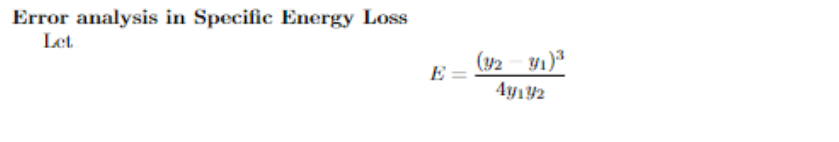 Error analysis in Specific Energy Loss
Let
E = (y₂ − y₁)³ / 4y₁y₂